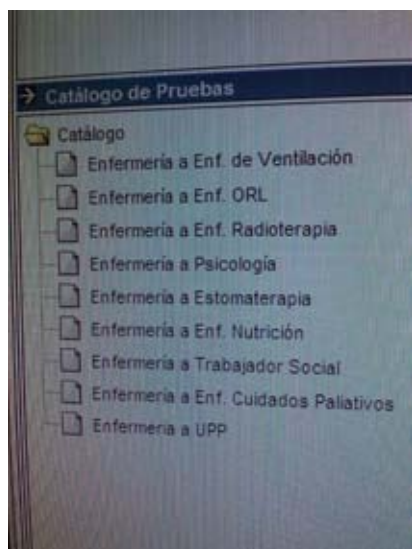 Catálogo de Pruebas
Catálogo
Enfermería a Enf. de Ventilación
Enfermería a Enf. ORL
Enfermería a Enf. Radioterapia
Enfermería a Psicología
Enfermería a Estomaterapia
Enfermería a Enf. Nutrición
Enfermería a Trabajador Social
Enfermería a Enf. Cuidados Paliativos
Enfermería a UPP